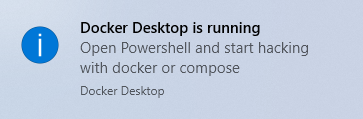 Docker Desktop is running
Open Powershell and start hacking
with docker or compose
Docker Desktop